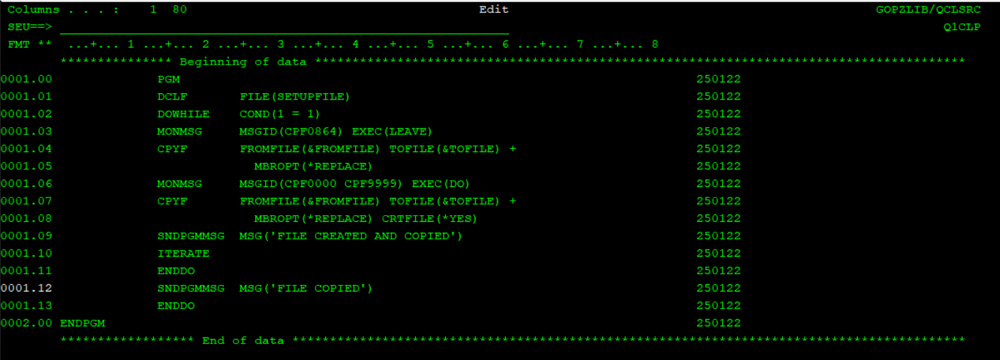 Columns . . . :    1  80                                        Edit                                                 GOPZLIB/QCLSRC
SEU==>                                                                                                                        Q1CLP
FMT **  ...+... 1 ...+... 2 ...+... 3 ...+... 4 ...+... 5 ...+... 6 ...+... 7 ...+... 8
*************** Beginning of data ***************************************************************************************
0001.00              PGM                                                                     250122
0001.01              DCLF       FILE(SETUPFILE)                                              250122
0001.02              DOWHILE    COND(1 = 1)                                                  250122
0001.03              MONMSG     MSGID(CPF0864) EXEC(LEAVE)                                   250122
0001.04              CPYF       FROMFILE(&FROMFILE) TOFILE(&TOFILE) +                        250122
0001.05                           MBROPT(*REPLACE)                                           250122
0001.06              MONMSG     MSGID(CPF0000 CPF9999) EXEC(DO)                              250122
0001.07              CPYF       FROMFILE(&FROMFILE) TOFILE(&TOFILE) +                        250122
0001.08                           MBROPT(*REPLACE) CRTFILE(*YES)                             250122
0001.09              SNDPGMMSG  MSG('FILE CREATED AND COPIED')                               250122
0001.10              ITERATE                                                                 250122
0001.11              ENDDO                                                                   250122
0001.12              SNDPGMMSG  MSG('FILE COPIED')                                           250122
0001.13              ENDDO                                                                   250122
0002.00 ENDPGM                                                                               250122
****************** End of data ******************************************************************************************